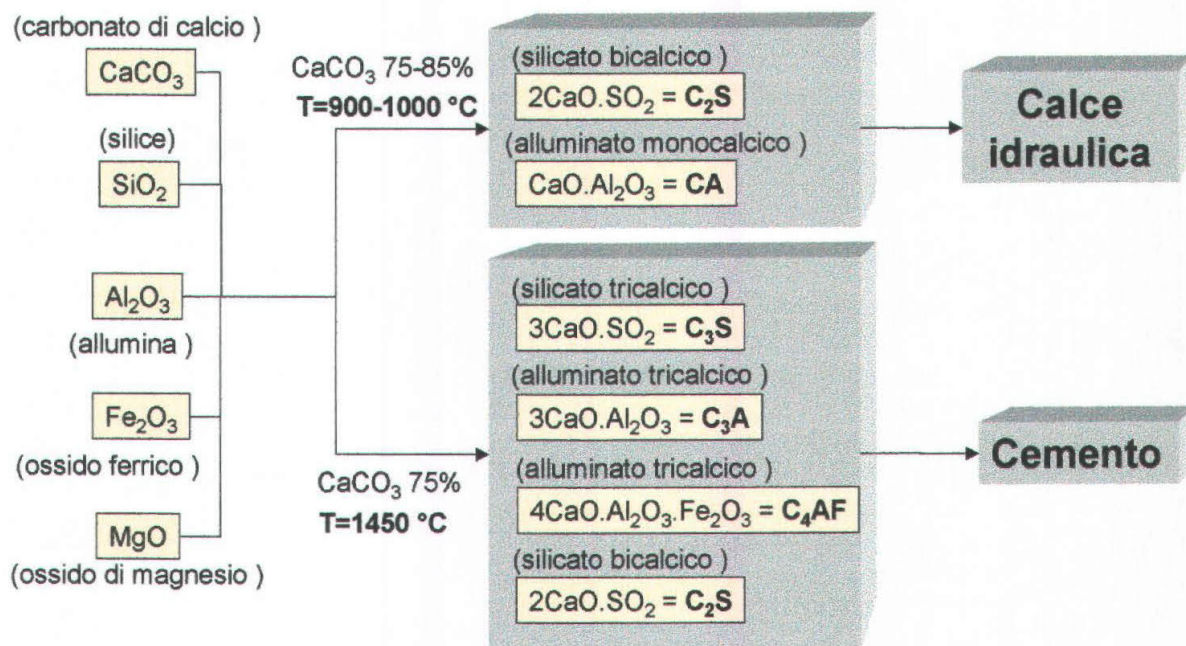 (carbonato di calcio )
CaCO₃
(silice)
SiO₂
Al₂O₃
(allumina )
Fe₂O₃
(ossido ferrico )
MgO
(ossido di magnesio )
CaCO₃ 75-85%
T=900-1000 °C
(silicato bicalcico )
2CaO.SO₂ = C₂S
(alluminato monocalcico )
CaO.Al₂O₃ = CA
Calce
idraulica
CaCO₃ 75%
T=1450 °C
(silicato tricalcico )
3CaO.SO₂ = C₃S
(alluminato tricalcico )
3CaO.Al₂O₃ = C₃A
(alluminato tricalcico )
4CaO.Al₂O₃.Fe₂O₃ = C₄AF
(silicato bicalcico )
2CaO.SO₂ = C₂S
Cemento